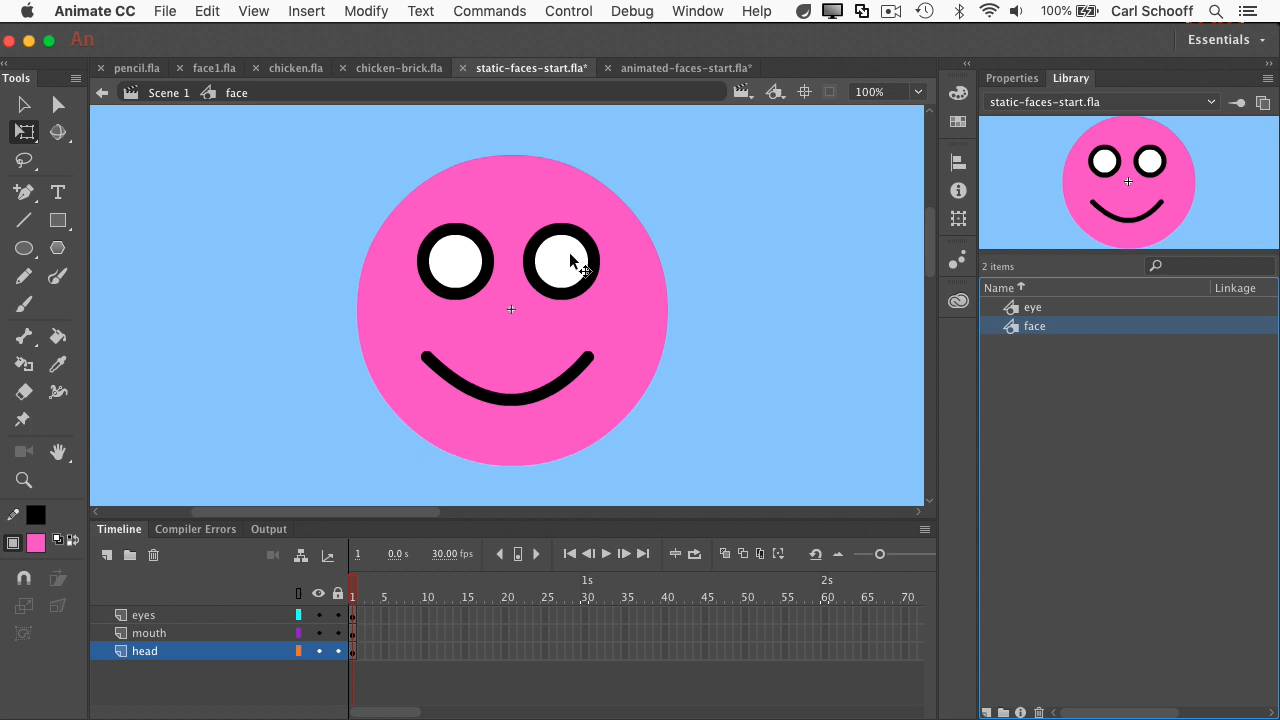 Animate CC File Edit View Insert Modify Text Commands Control Debug Window Help 100% Carl Schooff
An Essentials
Tools
pencil.fla face1.fla chicken.fla chicken-brick.fla static-faces-start.fla* animated-faces-start.fla*
Scene 1 face 100%
Properties Library
static-faces-start.fla
2 items
Name Linkage
eye
face
Timeline Compiler Errors Output
1 0.0 s 30.00 fps
1s 2s
1 5 10 15 20 25 30 35 40 45 50 55 60 65 70
eyes
mouth
head